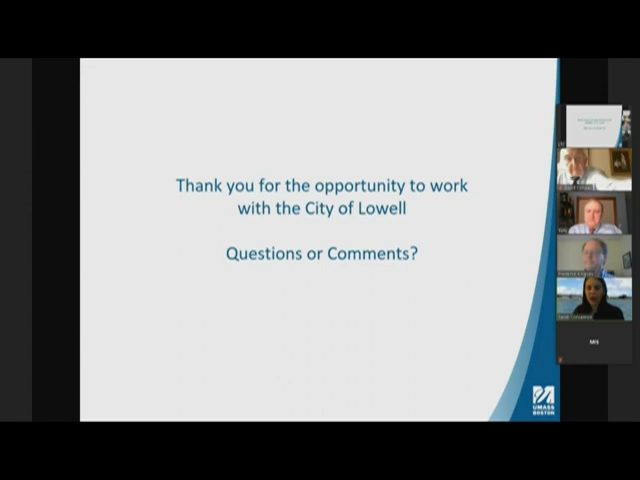 Thank you for the opportunity to work
with the City of Lowell
Questions or Comments?
UMASS
BOSTON
MIS